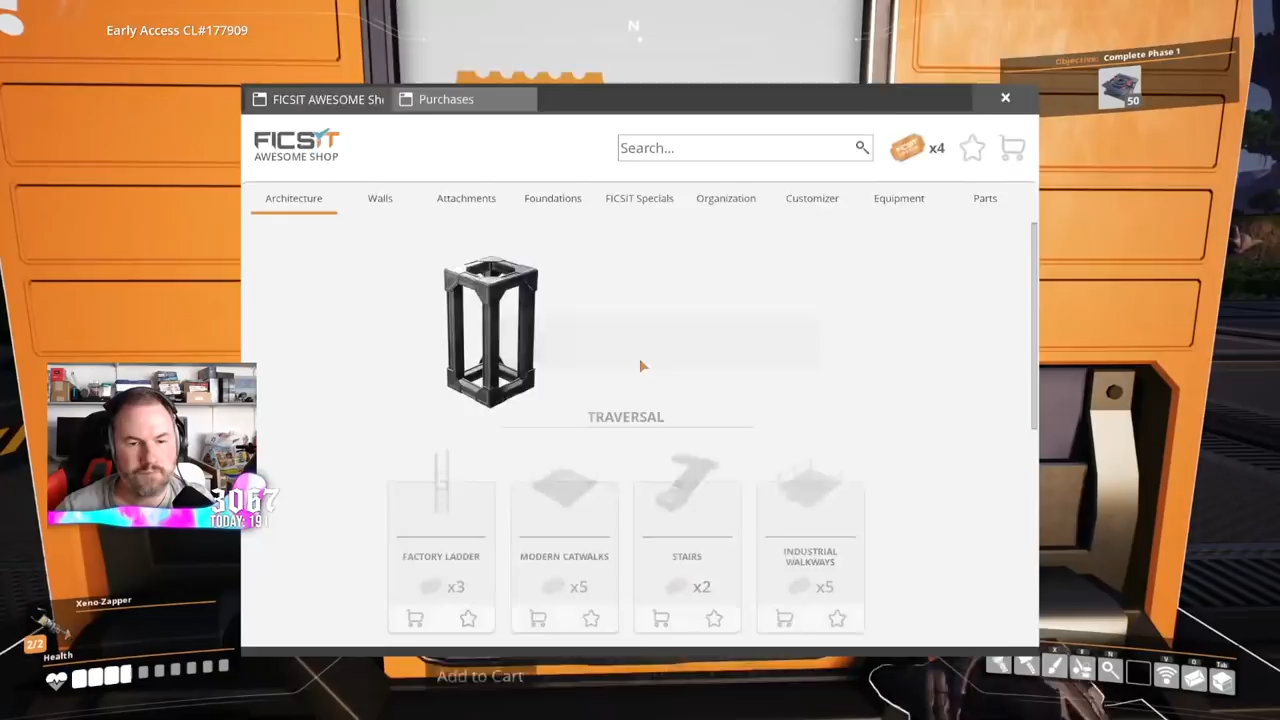 Early Access CL#177909
N
Objective: Complete Phase 1
50
FICSIT AWESOME Sh
Purchases
FICSIT
AWESOME SHOP
Search...
x4
Architecture
Walls
Attachments
Foundations
FICSIT Specials
Organization
Customizer
Equipment
Parts
TRAVERSAL
FACTORY LADDER
MODERN CATWALKS
STAIRS
INDUSTRIAL
WALKWAYS
x3
x5
x2
x5
3067
TODAY: 191
Xeno Zapper
2/2
Health
Add to Cart